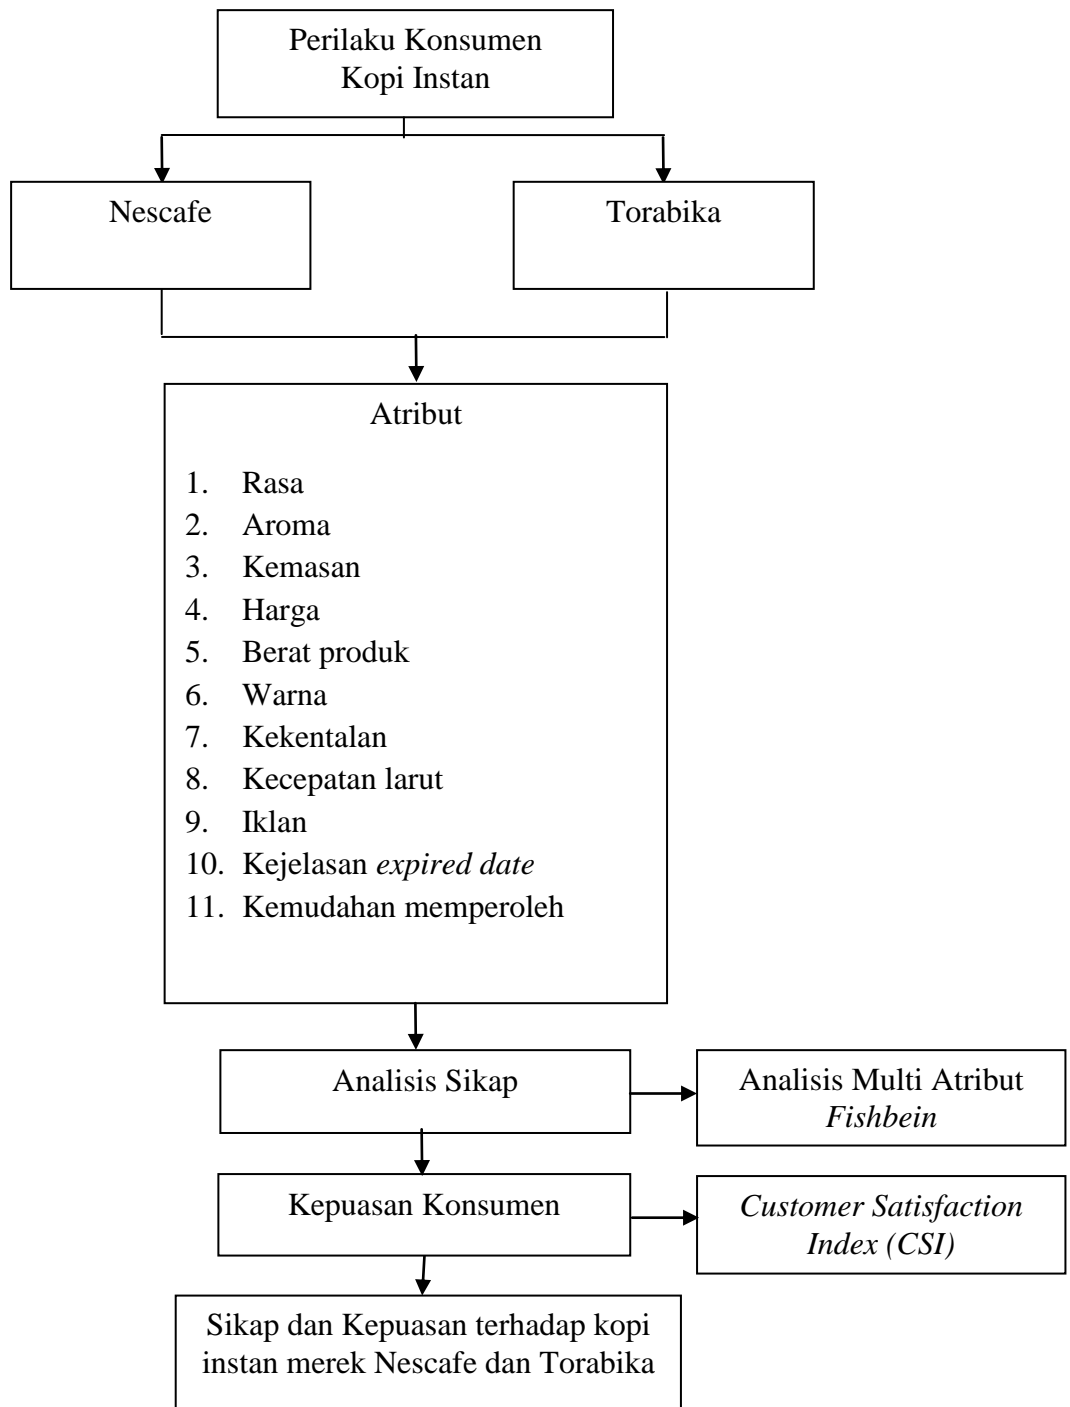 Perilaku Konsumen
Kopi Instan
Nescafe
Torabika
Atribut
1. Rasa
2. Aroma
3. Kemasan
4. Harga
5. Berat produk
6. Warna
7. Kekentalan
8. Kecepatan larut
9. Iklan
10. Kejelasan expired date
11. Kemudahan memperoleh
Analisis Sikap
Analisis Multi Atribut
Fishbein
Kepuasan Konsumen
Customer Satisfaction
Index (CSI)
Sikap dan Kepuasan terhadap kopi
instan merek Nescafe dan Torabika